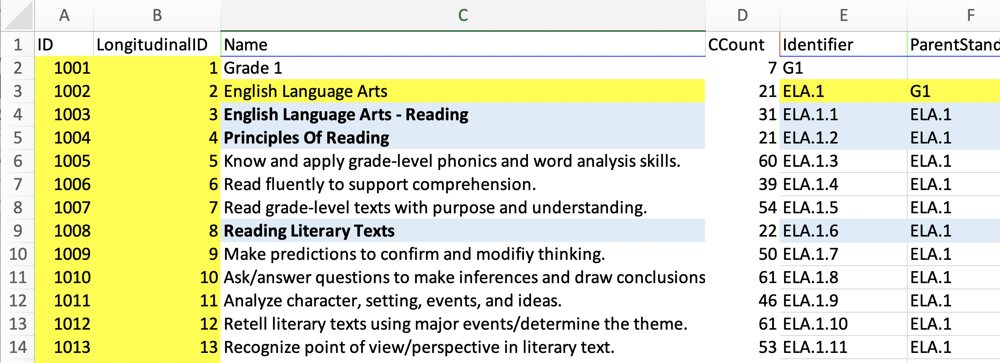 A B C D E F
1 ID LongitudinalID Name CCount Identifier ParentStand
2 1001 1 Grade 1 7 G1
3 1002 2 English Language Arts 21 ELA.1 G1
4 1003 3 English Language Arts - Reading 31 ELA.1.1 ELA.1
5 1004 4 Principles Of Reading 21 ELA.1.2 ELA.1
6 1005 5 Know and apply grade-level phonics and word analysis skills. 60 ELA.1.3 ELA.1
7 1006 6 Read fluently to support comprehension. 39 ELA.1.4 ELA.1
8 1007 7 Read grade-level texts with purpose and understanding. 54 ELA.1.5 ELA.1
9 1008 8 Reading Literary Texts 22 ELA.1.6 ELA.1
10 1009 9 Make predictions to confirm and modifiy thinking. 50 ELA.1.7 ELA.1
11 1010 10 Ask/answer questions to make inferences and draw conclusions 61 ELA.1.8 ELA.1
12 1011 11 Analyze character, setting, events, and ideas. 46 ELA.1.9 ELA.1
13 1012 12 Retell literary texts using major events/determine the theme. 61 ELA.1.10 ELA.1
14 1013 13 Recognize point of view/perspective in literary text. 53 ELA.1.11 ELA.1